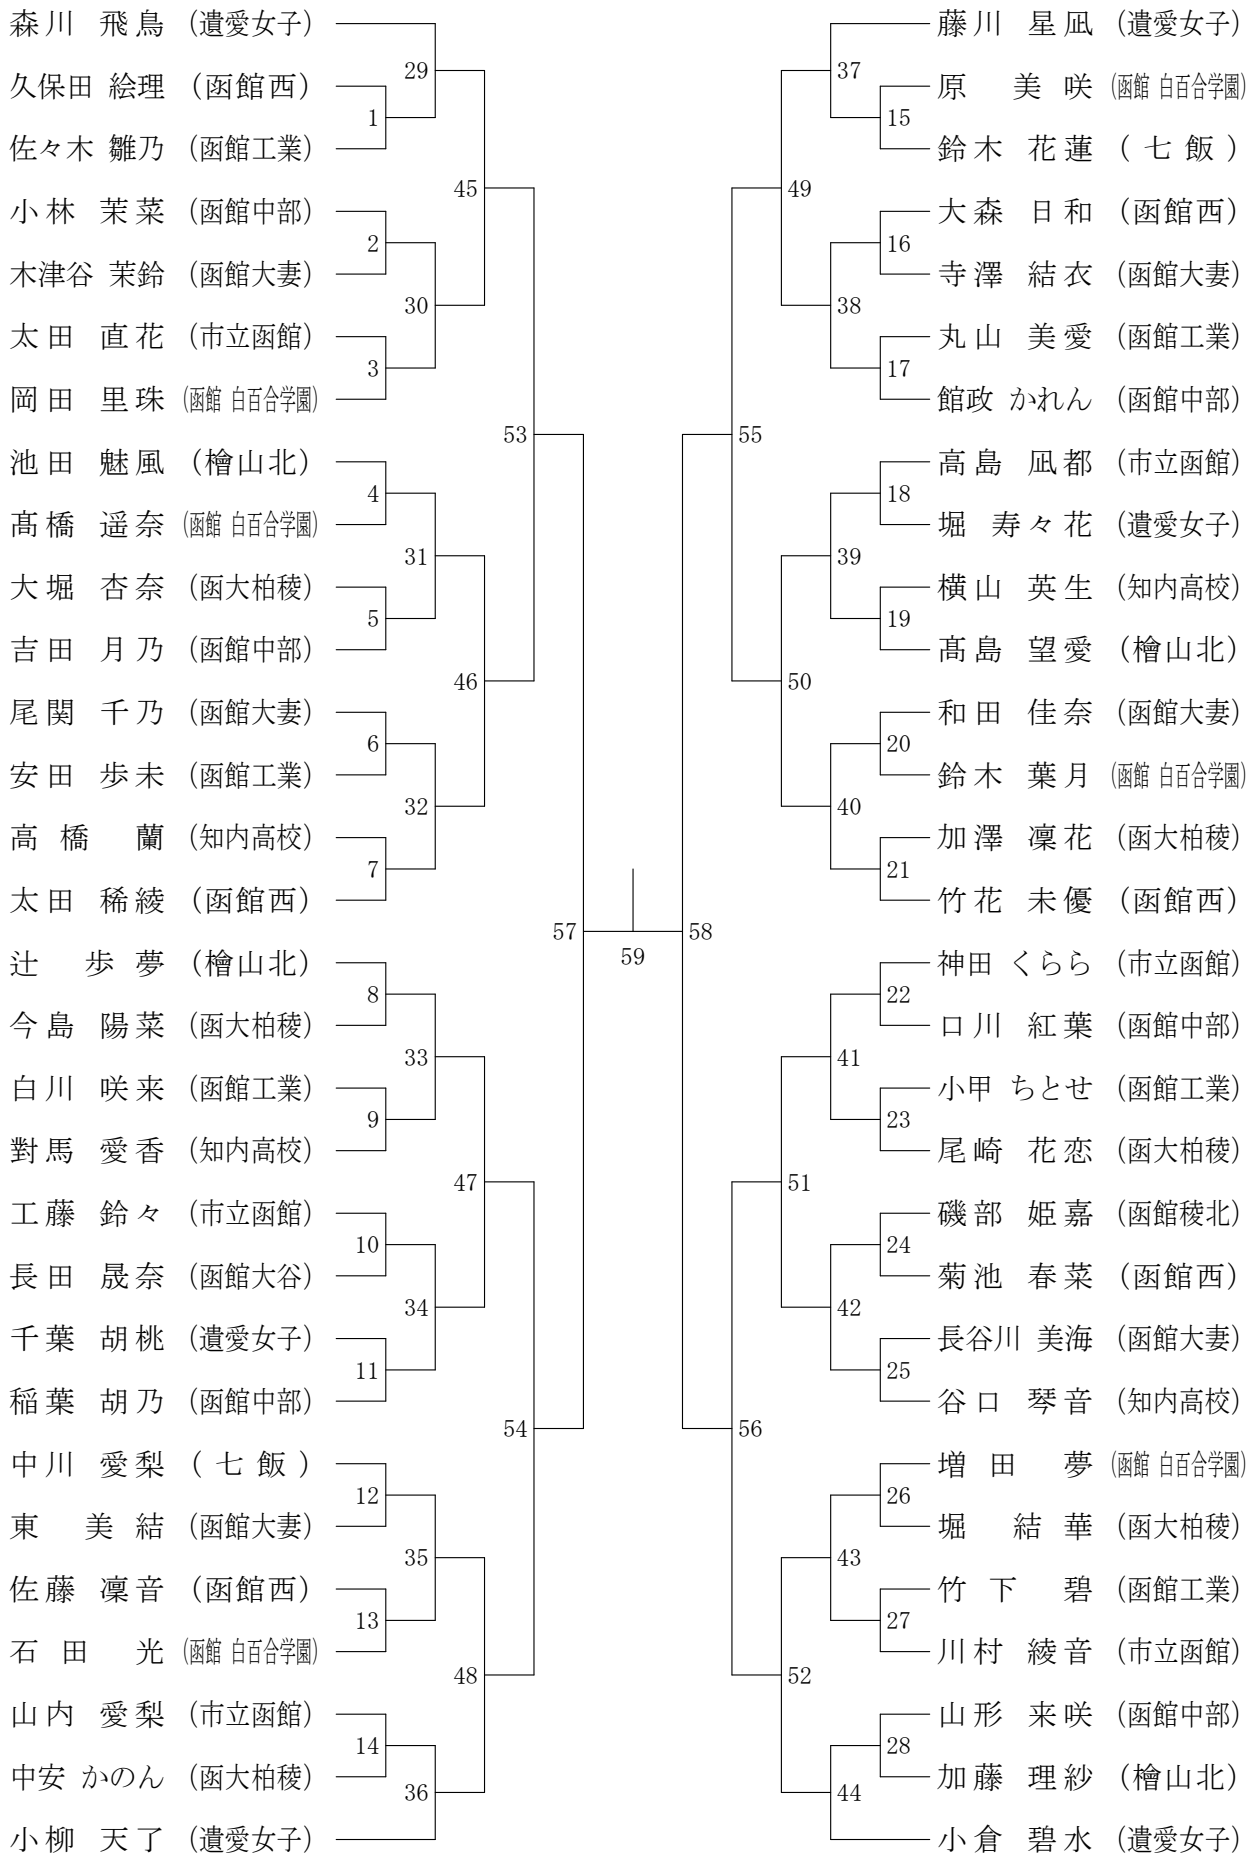 森川 飛鳥 (遺愛女子)
久保田 絵理 (函館西)
佐々木 雛乃 (函館工業)
小林 茉菜 (函館中部)
木津谷 茉鈴 (函館大妻)
太田 直花 (市立函館)
岡田 里珠 (函館 白百合学園)
池田 魅風 (檜山北)
髙橋 遥奈 (函館 白百合学園)
大堀 杏奈 (函大柏稜)
吉田 月乃 (函館中部)
尾関 千乃 (函館大妻)
安田 歩未 (函館工業)
高橋 蘭 (知内高校)
太田 稀綾 (函館西)
辻 歩夢 (檜山北)
今島 陽菜 (函大柏稜)
白川 咲来 (函館工業)
對馬 愛香 (知内高校)
工藤 鈴々 (市立函館)
長田 晟奈 (函館大谷)
千葉 胡桃 (遺愛女子)
稲葉 胡乃 (函館中部)
中川 愛梨 (七飯)
東 美結 (函館大妻)
佐藤 凜音 (函館西)
石田 光 (函館 白百合学園)
山内 愛梨 (市立函館)
中安 かのん (函大柏稜)
小柳 天了 (遺愛女子)
1
2
3
4
5
6
7
8
9
10
11
12
13
14
29
30
31
32
33
34
35
36
45
46
47
48
53
54
57
59
58
55
56
49
50
51
52
37
38
39
40
41
42
43
44
15
16
17
18
19
20
21
22
23
24
25
26
27
28
藤川 星凪 (遺愛女子)
原 美咲 (函館 白百合学園)
鈴木 花蓮 (七飯)
大森 日和 (函館西)
寺澤 結衣 (函館大妻)
丸山 美愛 (函館工業)
館政 かれん (函館中部)
高島 凪都 (市立函館)
堀 寿々花 (遺愛女子)
横山 英生 (知内高校)
髙島 望愛 (檜山北)
和田 佳奈 (函館大妻)
鈴木 葉月 (函館 白百合学園)
加澤 凜花 (函大柏稜)
竹花 未優 (函館西)
神田 くらら (市立函館)
口川 紅葉 (函館中部)
小甲 ちとせ (函館工業)
尾崎 花恋 (函大柏稜)
磯部 姫嘉 (函館稜北)
菊池 春菜 (函館西)
長谷川 美海 (函館大妻)
谷口 琴音 (知内高校)
増田 夢 (函館 白百合学園)
堀 結華 (函大柏稜)
竹下 碧 (函館工業)
川村 綾音 (市立函館)
山形 来咲 (函館中部)
加藤 理紗 (檜山北)
小倉 碧水 (遺愛女子)